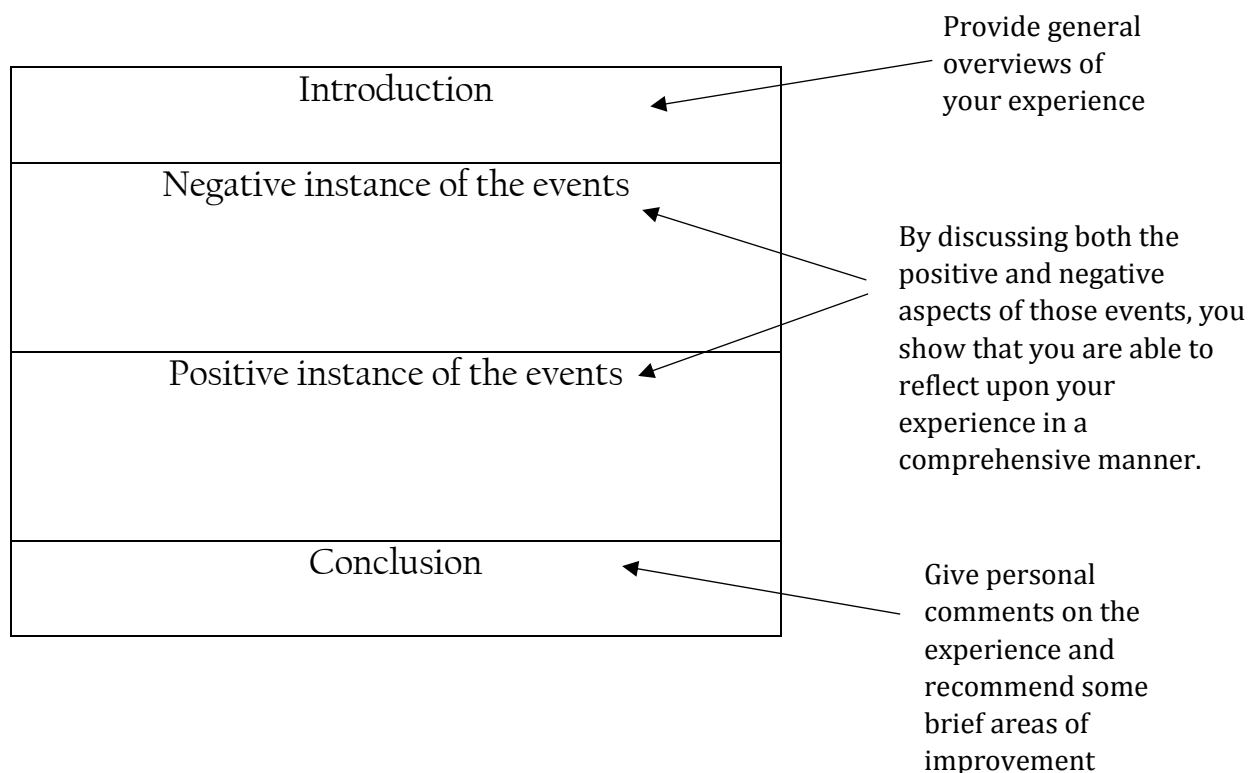 Provide general
overviews of
your experience
Introduction
Negative instance of the events
By discussing both the
positive and negative
aspects of those events, you
show that you are able to
reflect upon your
experience in a
comprehensive manner.
Positive instance of the events
Conclusion
Give personal
comments on the
experience and
recommend some
brief areas of
improvement